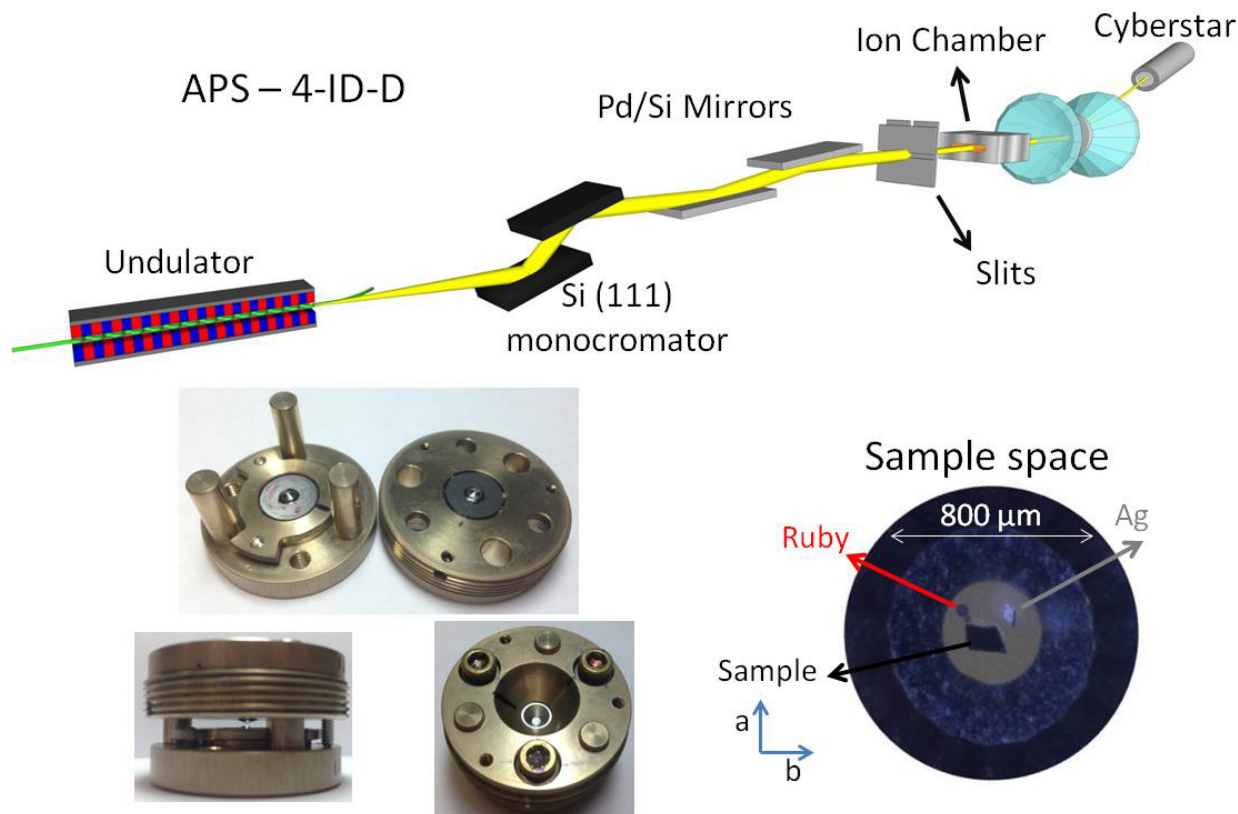 APS – 4-ID-D
Undulator
Si (111)
monocromator
Pd/Si Mirrors
Ion Chamber
Cyberstar
Slits
Sample space
800 µm
Ruby
Ag
Sample
a
b